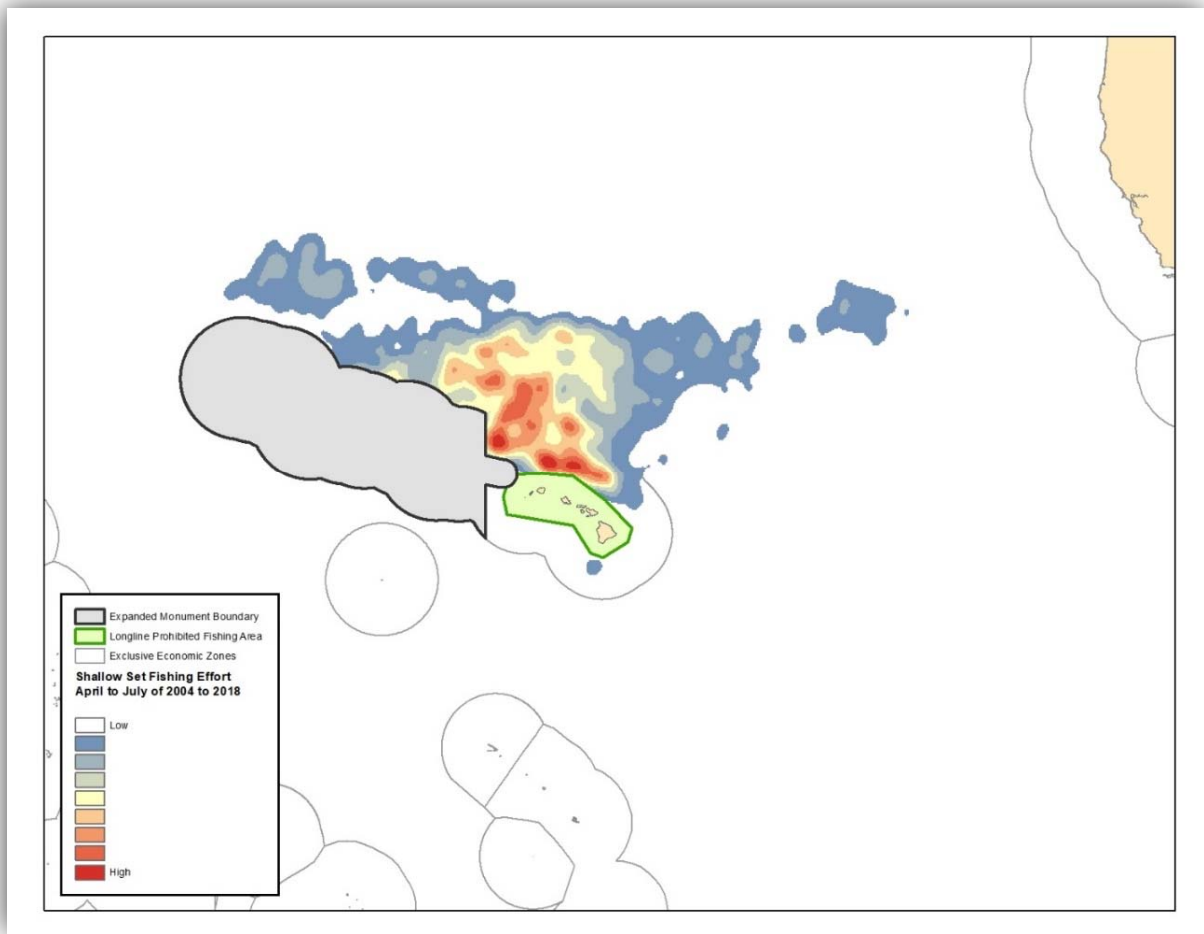 Expanded Monument Boundary
Longline Prohibited Fishing Area
Exclusive Economic Zones
Shallow Set Fishing Effort
April to July of 2004 to 2018
Low
High